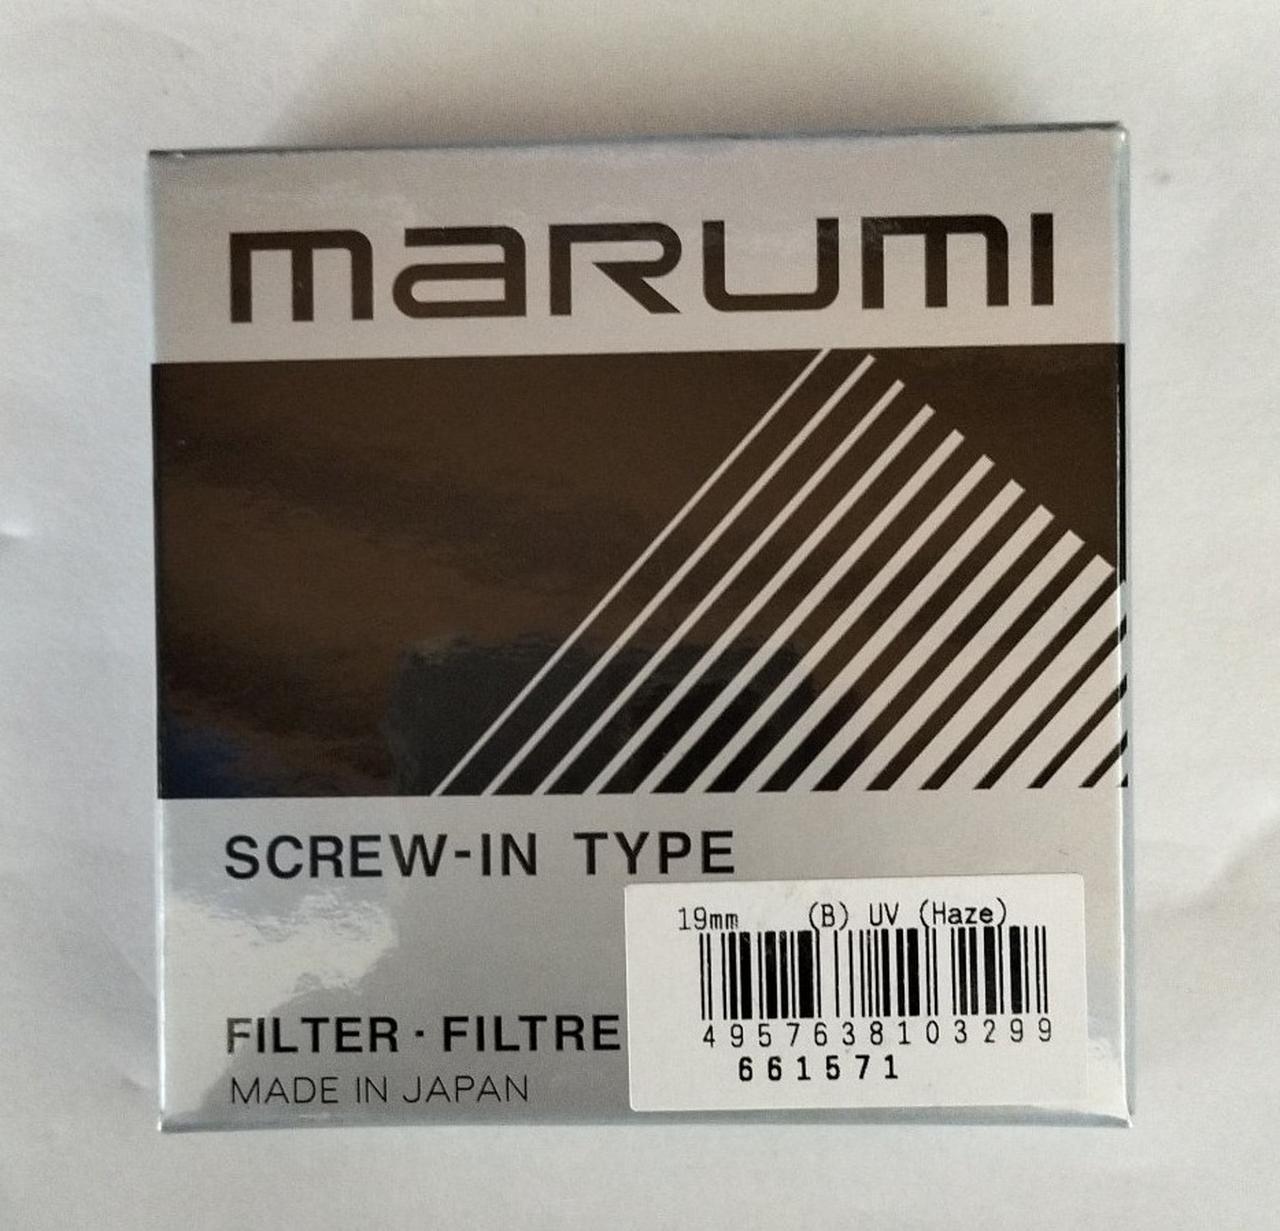 marumi
SCREW-IN TYPE
19mm (B) UV (Haze)
4957638103299
661571
FILTER · FILTRE
MADE IN JAPAN